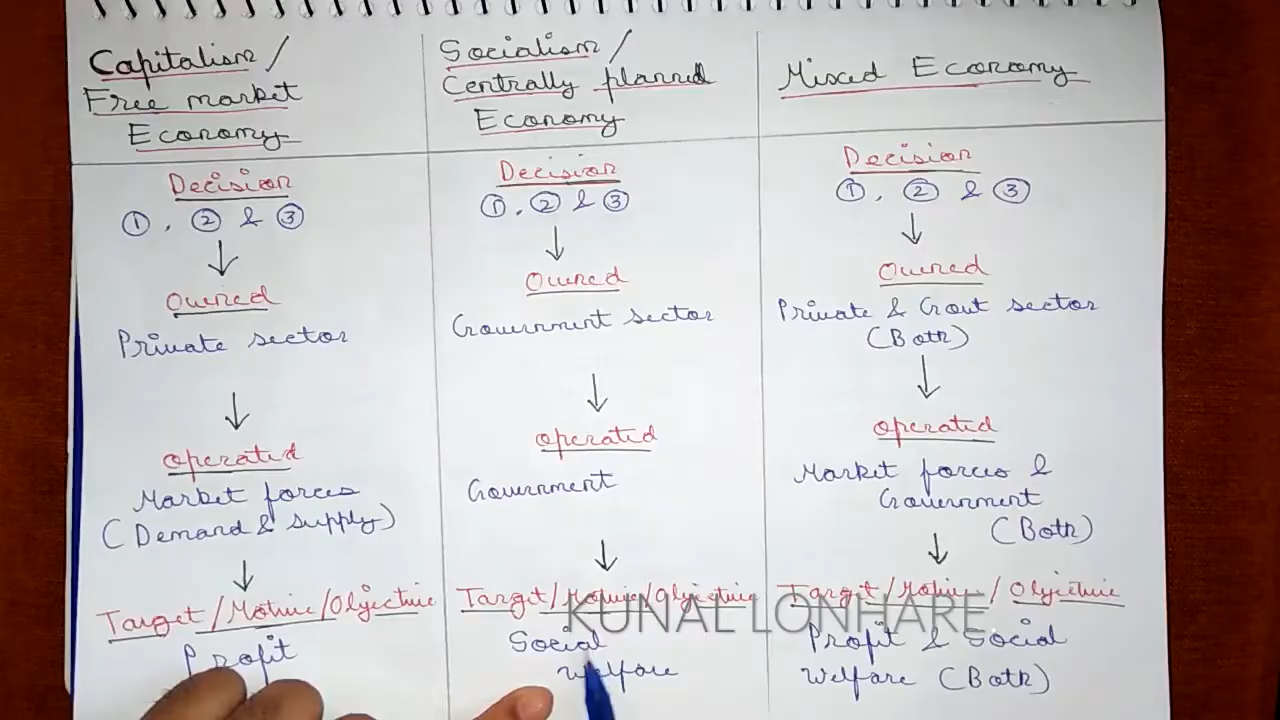 Capitalism /
Free market
Economy
Decision
①, ② & ③
↓
Owned
Private sector
↓
Operated
Market forces
(Demand & supply)
↓
Target/Motive/Objective
Profit
Socialism /
Centrally planned
Economy
Decision
①, ② & ③
↓
Owned
Government sector
↓
Operated
Government
↓
Target/Motive/Objective
Social
Welfare
Mixed Economy
Decision
①, ② & ③
↓
Owned
Private & Govt sector
(Both)
↓
Operated
Market forces &
Government
(Both)
↓
Target/Motive/Objective
Profit & Social
Welfare (Both)
KUNAL LONHARE